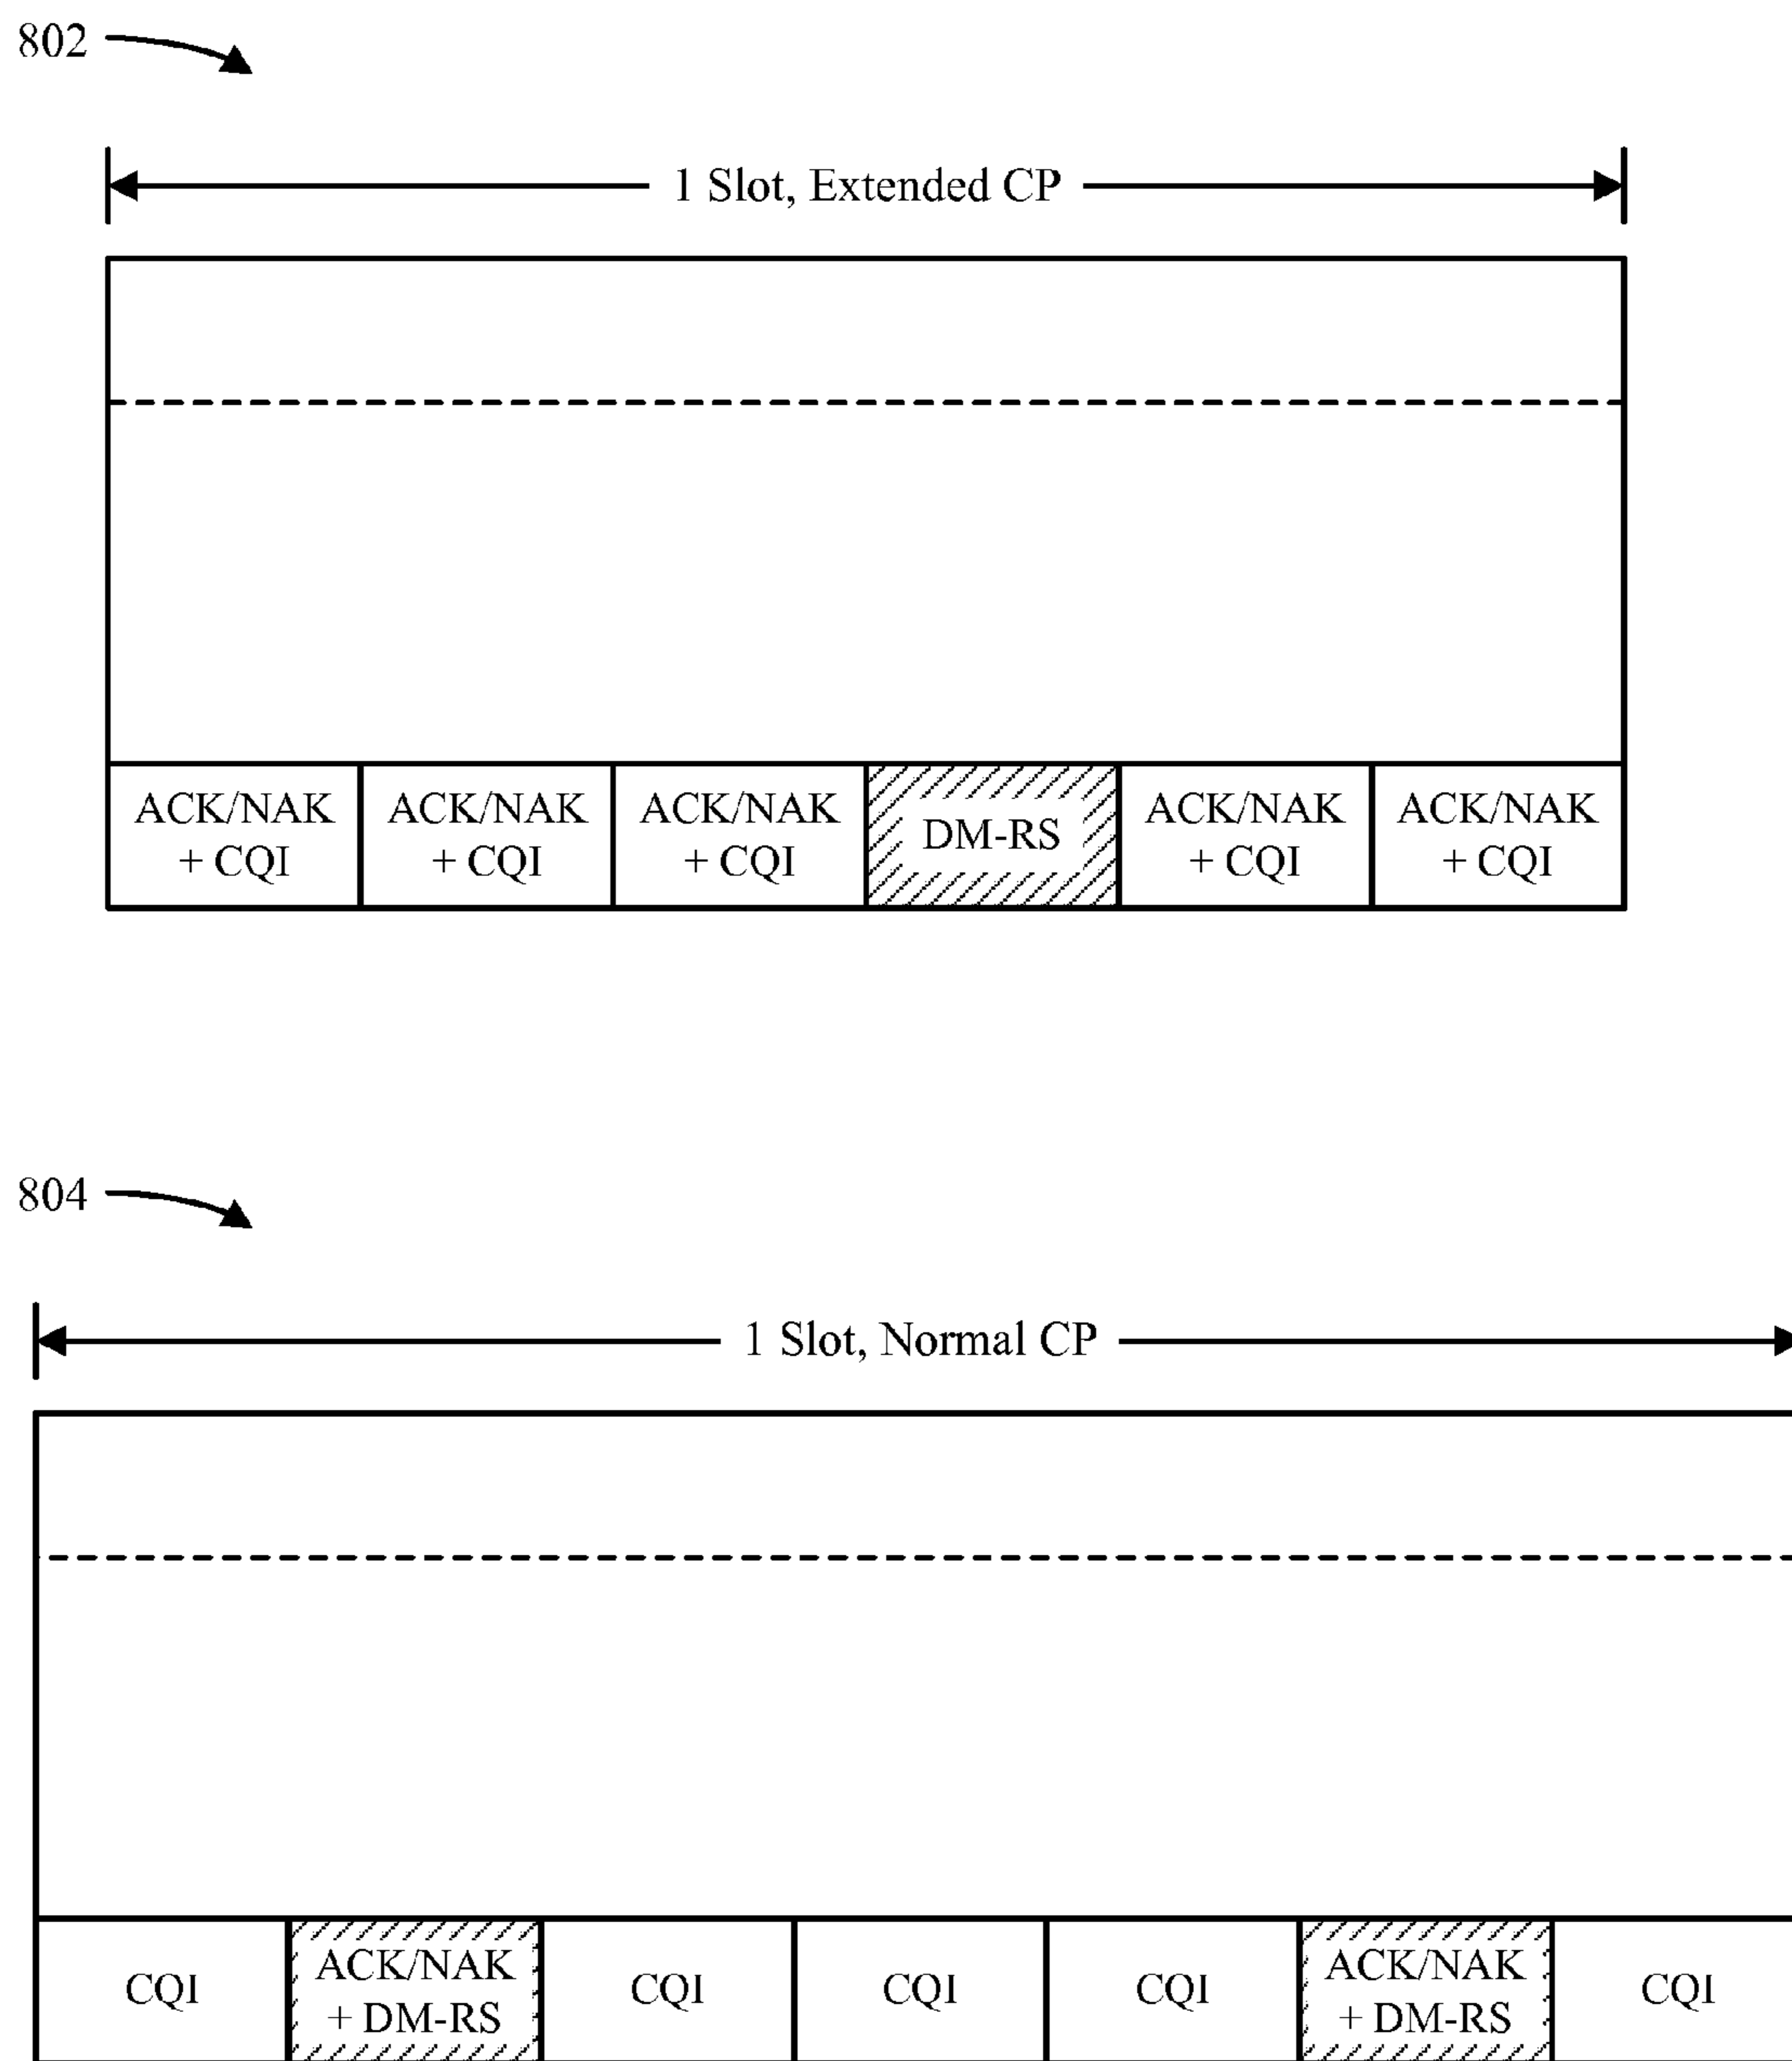 802
1 Slot, Extended CP
ACK/NAK
+ CQI
ACK/NAK
+ CQI
ACK/NAK
+ CQI
DM-RS
ACK/NAK
+ CQI
ACK/NAK
+ CQI
804
1 Slot, Normal CP
CQI
ACK/NAK
+ DM-RS
CQI
CQI
CQI
ACK/NAK
+ DM-RS
CQI